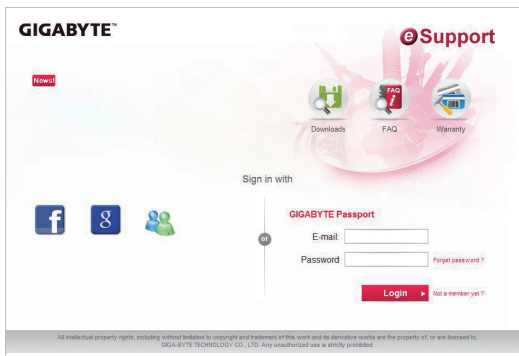 GIGABYTE™
eSupport
News!
FAQ
i
Downloads
FAQ
Warranty
Sign in with
f
g
or
GIGABYTE Passport
E-mail:
Password
Forget password ?
Login
Not a member yet ?
All intellectual property rights, including without limitation to copyright and trademark of this work and its derivative works are the property of, or are licensed to,
GIGA-BYTE TECHNOLOGY CO., LTD. Any unauthorized use is strictly prohibited.